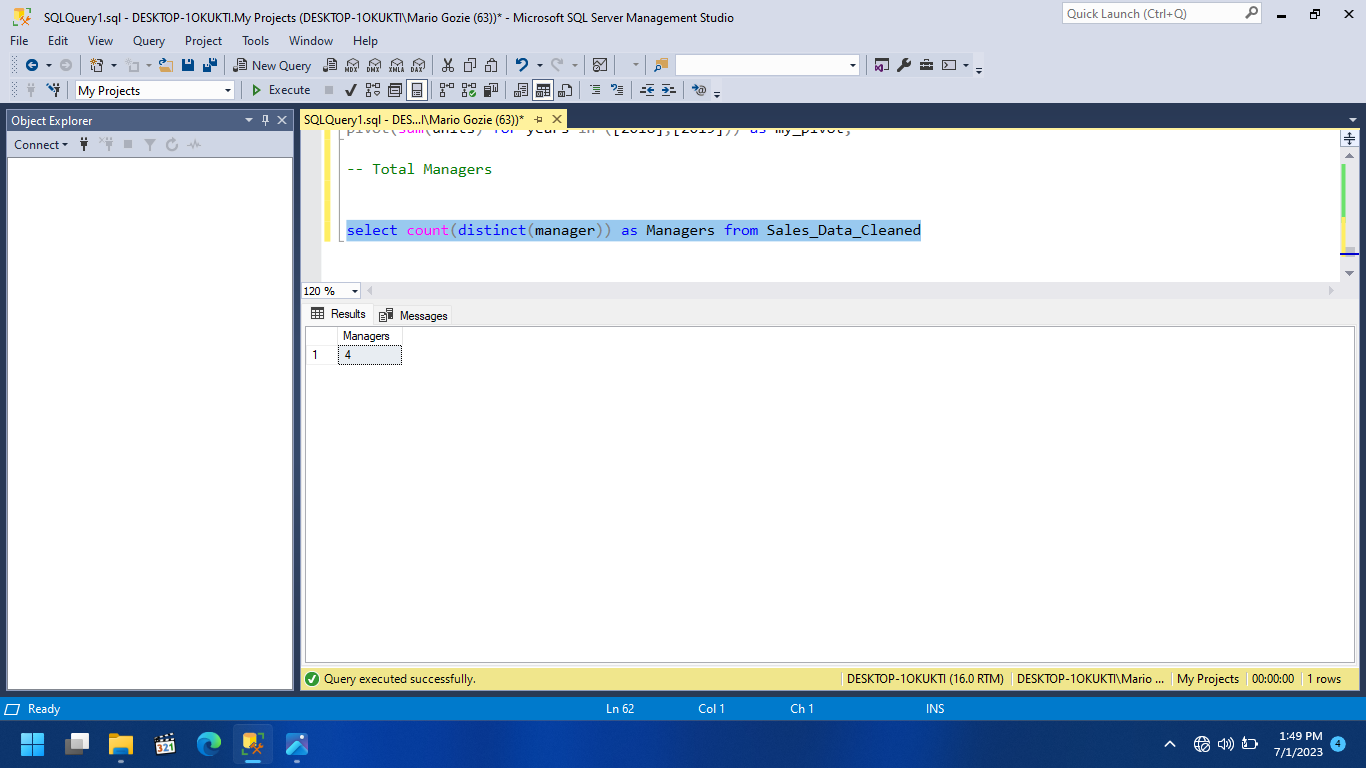 SQLQuery1.sql - DESKTOP-1OKUKTI.My Projects (DESKTOP-1OKUKTI\Mario Gozie (63))* - Microsoft SQL Server Management Studio
Quick Launch (Ctrl+Q)
File Edit View Query Project Tools Window Help
New Query MDX DMX XMLA DAX
My Projects Execute
Object Explorer
SQLQuery1.sql - DES...I\Mario Gozie (63))*
Connect
pivot(sum(units) for years in ([2018],[2019])) as my_pivot;
-- Total Managers
select count(distinct(manager)) as Managers from Sales_Data_Cleaned
120 %
Results Messages
Managers
1 4
Query executed successfully. DESKTOP-1OKUKTI (16.0 RTM) DESKTOP-1OKUKTI\Mario ... My Projects 00:00:00 1 rows
Ready Ln 62 Col 1 Ch 1 INS
321
1:49 PM
7/1/2023 4